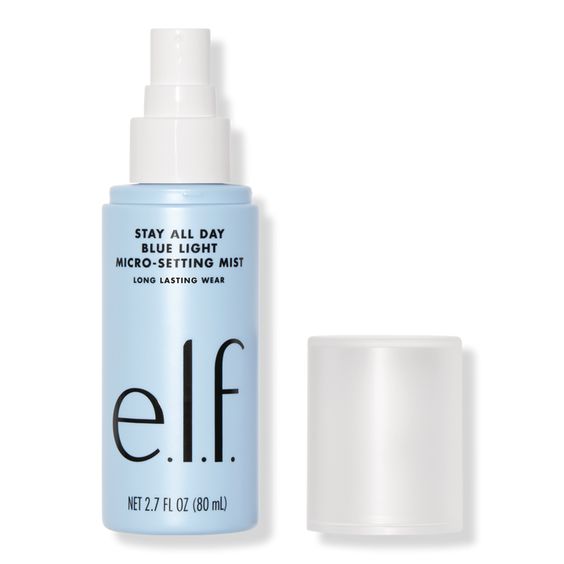 STAY ALL DAY
BLUE LIGHT
MICRO-SETTING MIST
LONG LASTING WEAR
e.l.f.
NET 2.7 FL OZ (80 mL)